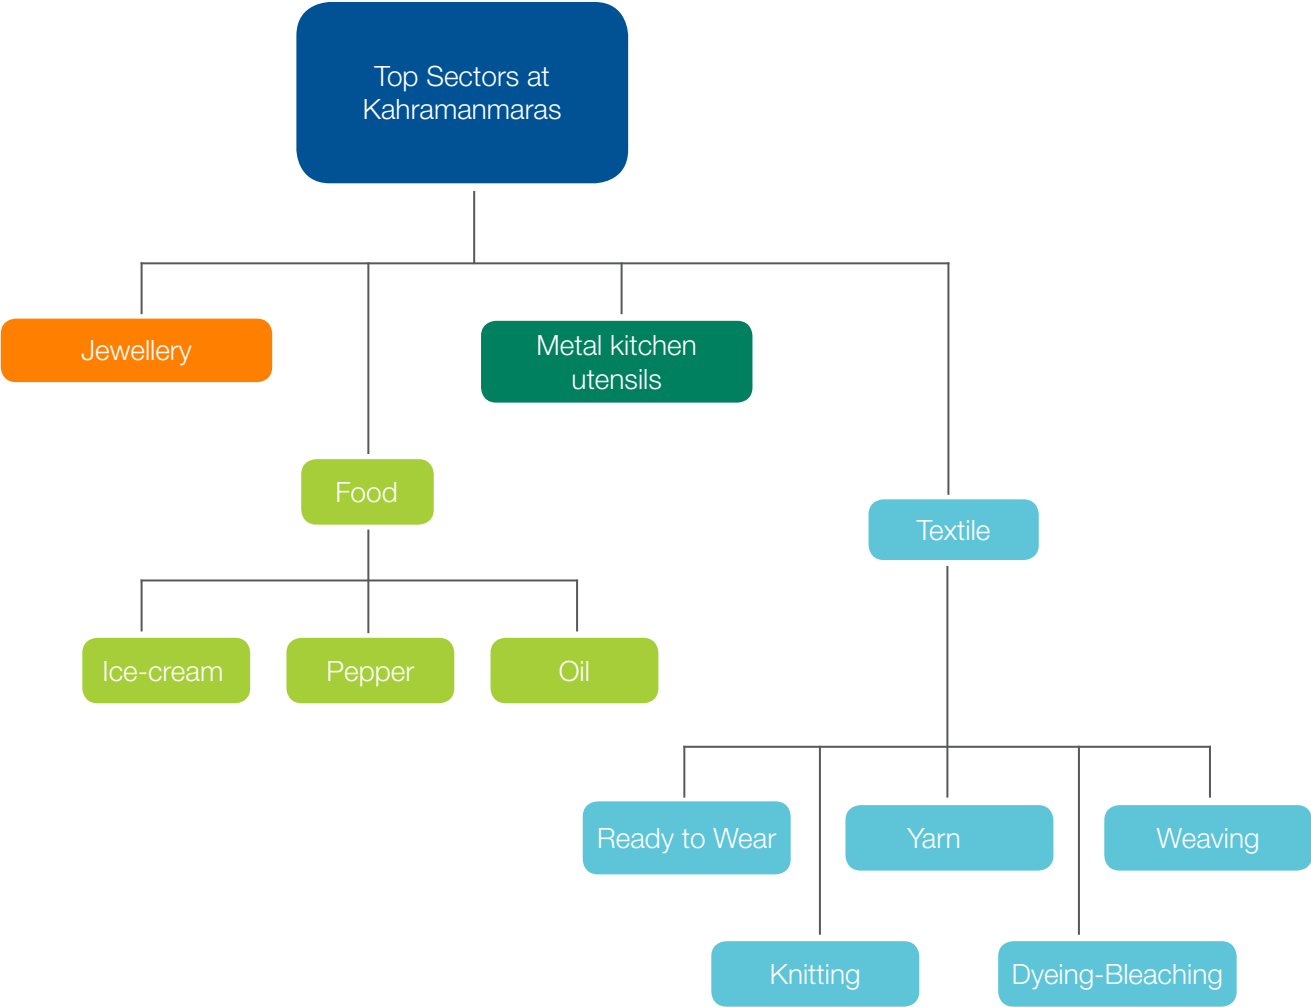 Top Sectors at
Kahramanmaras
Jewellery
Metal kitchen
utensils
Food
Textile
Ice-cream
Pepper
Oil
Ready to Wear
Yarn
Weaving
Knitting
Dyeing-Bleaching